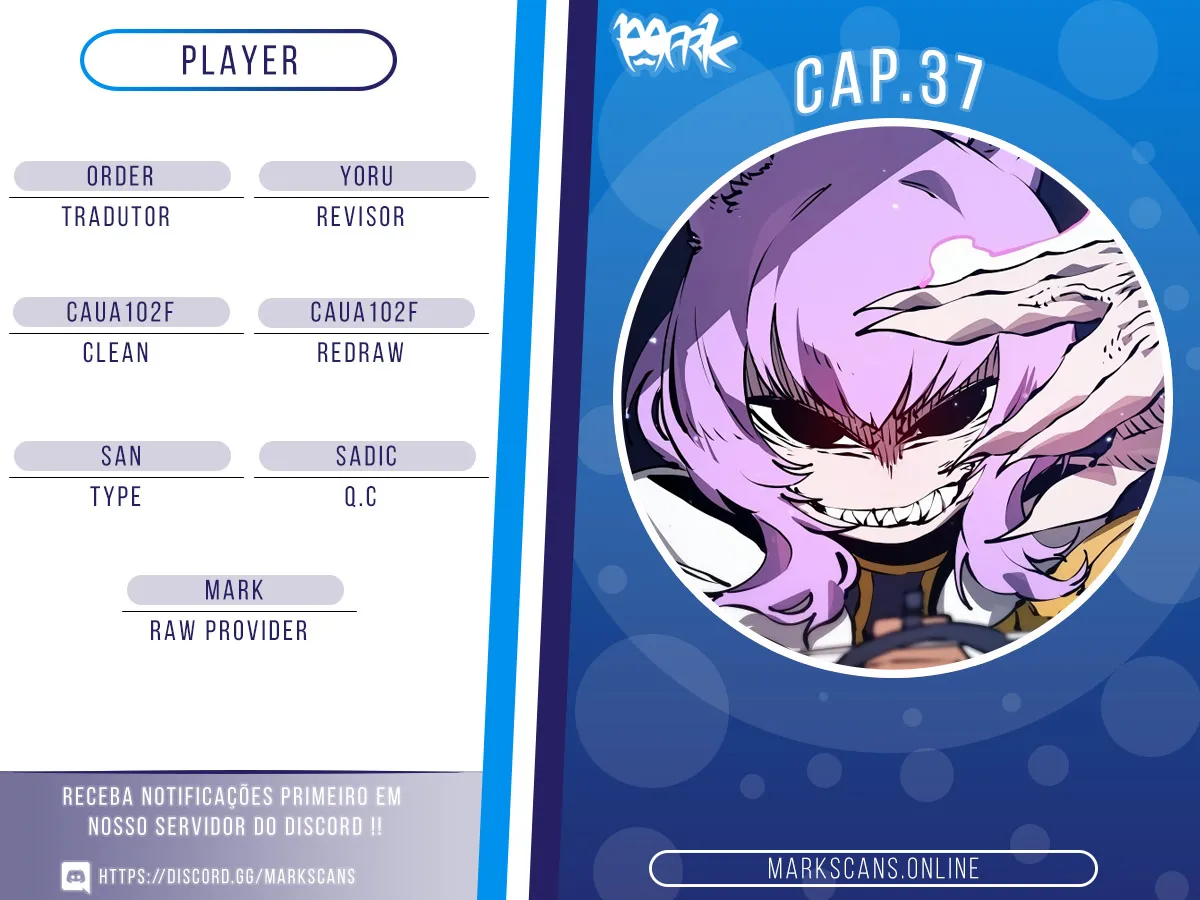 PLAYER
ORDER
TRADUTOR
YORU
REVISOR
CAUA102F
CLEAN
CAUA102F
REDRAW
SAN
TYPE
SADIC
Q.C
MARK
RAW PROVIDER
RECEBA NOTIFICAÇÕES PRIMEIRO EM
NOSSO SERVIDOR DO DISCORD !!
HTTPS://DISCORD.GG/MARKSCANS
MARK
CAP.37
MARKSCANS.ONLINE